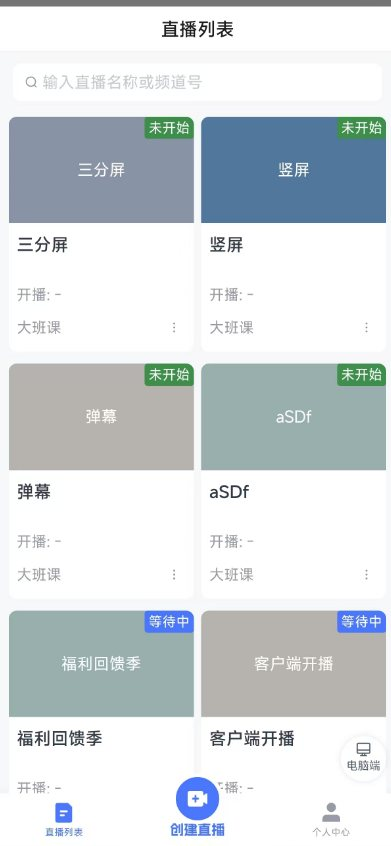 直播列表
输入直播名称或频道号
未开始
三分屏
三分屏
开播: -
大班课
未开始
竖屏
竖屏
开播: -
大班课
未开始
弹幕
弹幕
开播: -
大班课
未开始
aSDf
aSDf
开播: -
大班课
等待中
福利回馈季
福利回馈季
开播: -
等待中
客户端开播
客户端开播
开播: -
电脑端
直播列表
创建直播
个人中心